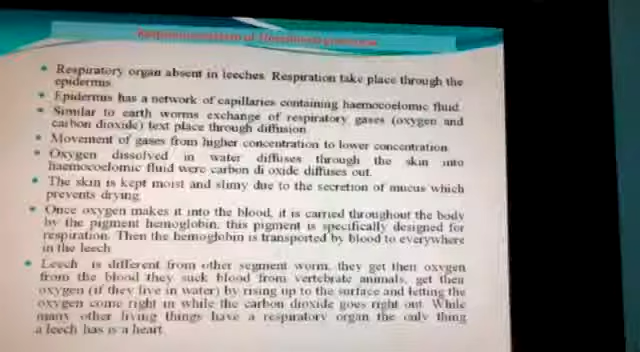 Respiratory organ absent in leeches. Respiration take place through the
epidermis.
Epidermis has a network of capillaries containing haemocoelomic fluid.
Similar to earth worms exchange of respiratory gases (oxygen and
carbon dioxide) text place through diffusion.
Movement of gases from higher concentration to lower concentration.
Oxygen dissolved in water diffuses through the skin into
haemocoelomic fluid were carbon di oxide diffuses out.
The skin is kept moist and slimy due to the secretion of mucus which
prevents drying.
Once oxygen makes it into the blood, it is carried throughout the body
by the pigment hemoglobin, this pigment is specifically designed for
respiration. Then the hemoglobin is transported by blood to everywhere
in the leech.
Leech is different from other segment worm, they get then oxygen
from the blood they suck blood from vertebrate animals, get then
oxygen (if they live in water) by rising up to the surface and letting the
oxygen come right in while the carbon dioxide goes right out. While
many other living things have a respiratory organ the only thing
a leech has is a heart.